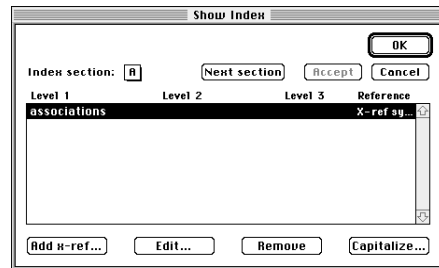 Show Index
OK
Index section: A Next section Accept Cancel
Level 1 Level 2 Level 3 Reference
associations X-ref sy...
Add x-ref... Edit... Remove Capitalize...